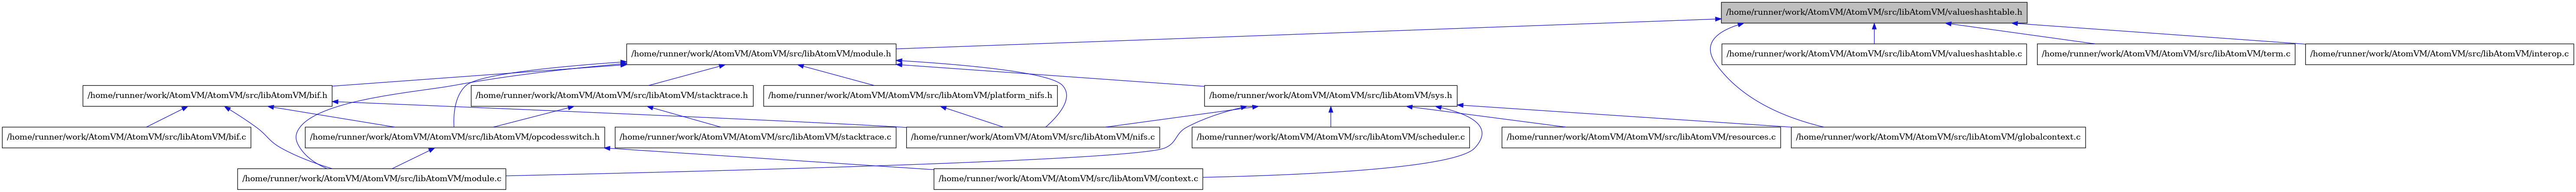 /home/runner/work/AtomVM/AtomVM/src/libAtomVM/valueshashtable.h
/home/runner/work/AtomVM/AtomVM/src/libAtomVM/module.h
/home/runner/work/AtomVM/AtomVM/src/libAtomVM/valueshashtable.c
/home/runner/work/AtomVM/AtomVM/src/libAtomVM/term.c
/home/runner/work/AtomVM/AtomVM/src/libAtomVM/interop.c
/home/runner/work/AtomVM/AtomVM/src/libAtomVM/bif.h
/home/runner/work/AtomVM/AtomVM/src/libAtomVM/stacktrace.h
/home/runner/work/AtomVM/AtomVM/src/libAtomVM/platform_nifs.h
/home/runner/work/AtomVM/AtomVM/src/libAtomVM/sys.h
/home/runner/work/AtomVM/AtomVM/src/libAtomVM/bif.c
/home/runner/work/AtomVM/AtomVM/src/libAtomVM/opcodesswitch.h
/home/runner/work/AtomVM/AtomVM/src/libAtomVM/stacktrace.c
/home/runner/work/AtomVM/AtomVM/src/libAtomVM/nifs.c
/home/runner/work/AtomVM/AtomVM/src/libAtomVM/scheduler.c
/home/runner/work/AtomVM/AtomVM/src/libAtomVM/resources.c
/home/runner/work/AtomVM/AtomVM/src/libAtomVM/globalcontext.c
/home/runner/work/AtomVM/AtomVM/src/libAtomVM/module.c
/home/runner/work/AtomVM/AtomVM/src/libAtomVM/context.c